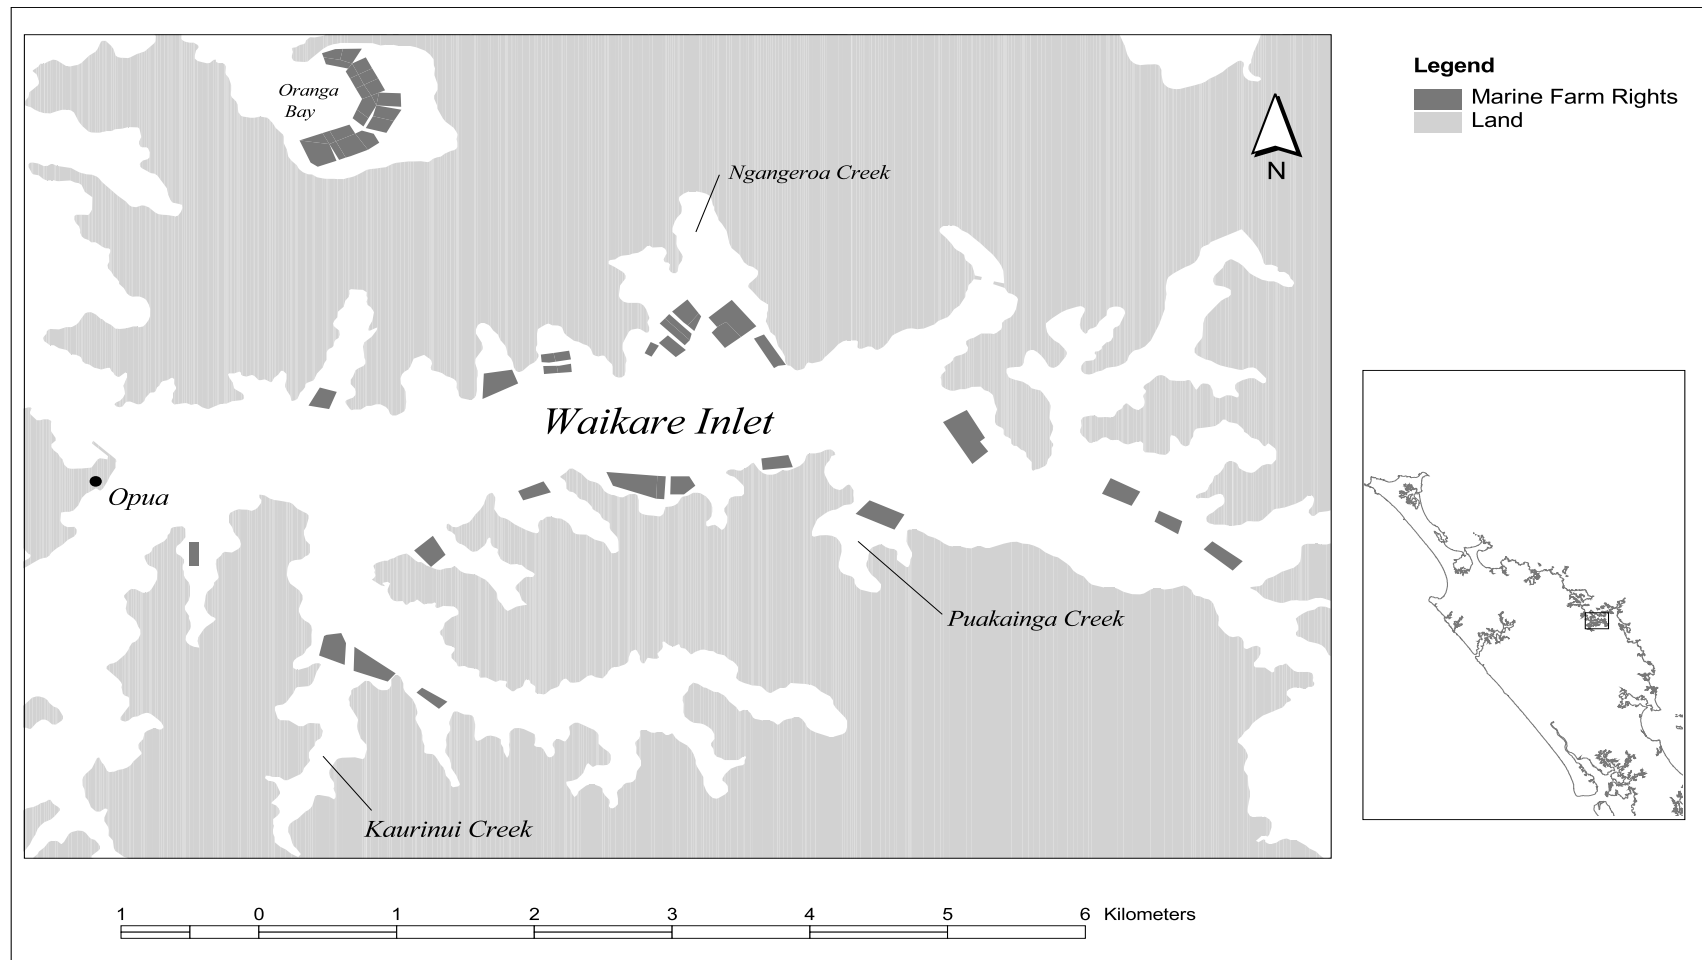 Legend
Marine Farm Rights
Land
Oranga
Bay
N
Ngangeroa Creek
Waikare Inlet
Opua
Puakainga Creek
Kaurinui Creek
1 0 1 2 3 4 5 6 Kilometers